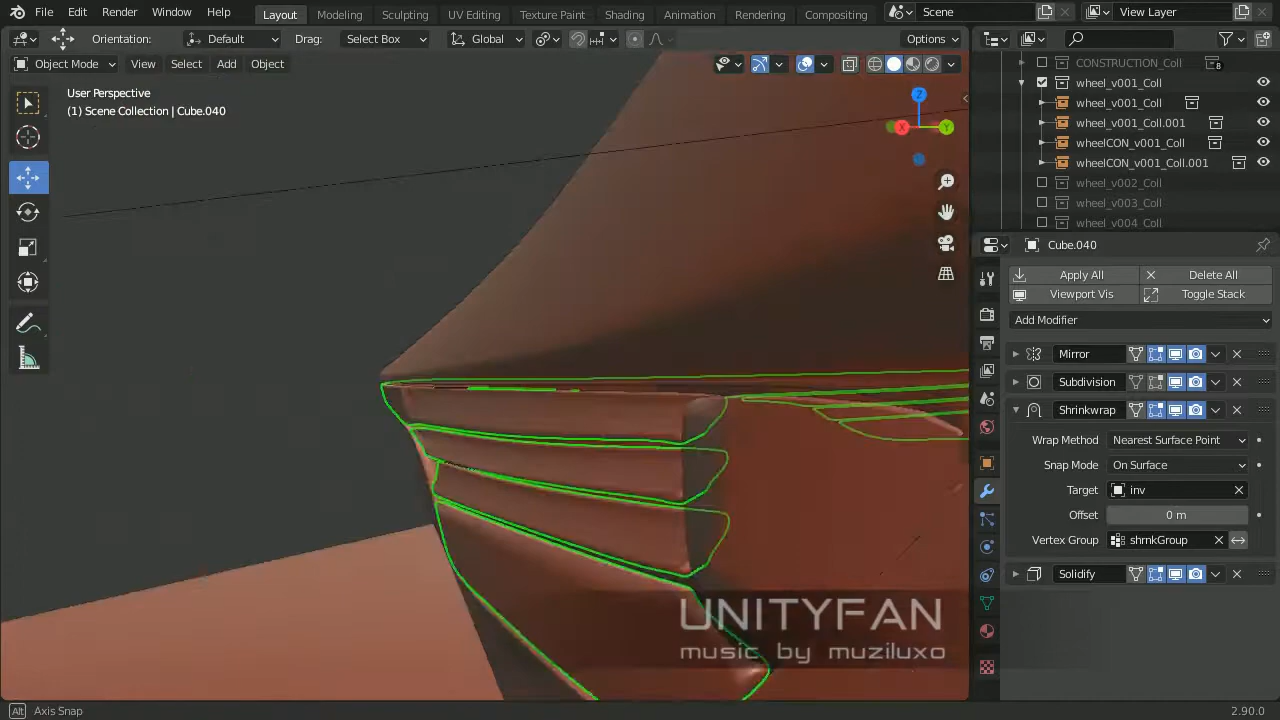 File Edit Render Window Help Layout Modeling Sculpting UV Editing Texture Paint Shading Animation Rendering Compositing Scene View Layer
Orientation: Default Drag: Select Box Global Options
Object Mode View Select Add Object
User Perspective
(1) Scene Collection | Cube.040
Z
X
Y
CONSTRUCTION_Coll 8
wheel_v001_Coll
wheel_v001_Coll
wheel_v001_Coll.001
wheelCON_v001_Coll
wheelCON_v001_Coll.001
wheel_v002_Coll
wheel_v003_Coll
wheel_v004_Coll
Cube.040
Apply All Delete All
Viewport Vis Toggle Stack
Add Modifier
Mirror
Subdivision
Shrinkwrap
Wrap Method Nearest Surface Point
Snap Mode On Surface
Target inv
Offset 0 m
Vertex Group shrnkGroup
Solidify
UNITYFAN
music by muziluxo
Alt Axis Snap 2.90.0